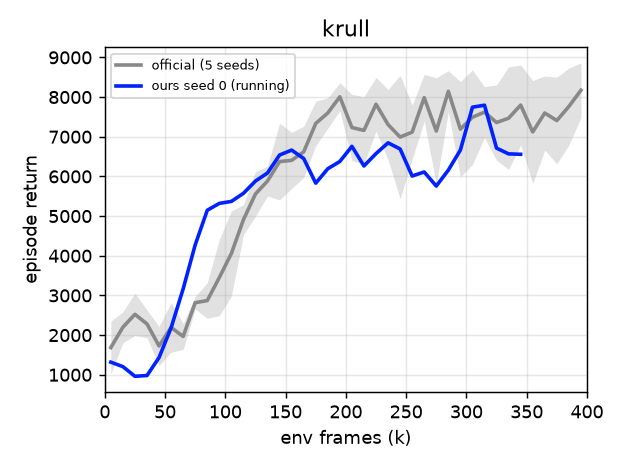 krull
official (5 seeds)
ours seed 0 (running)
episode return
9000
8000
7000
6000
5000
4000
3000
2000
1000
0 50 100 150 200 250 300 350 400
env frames (k)